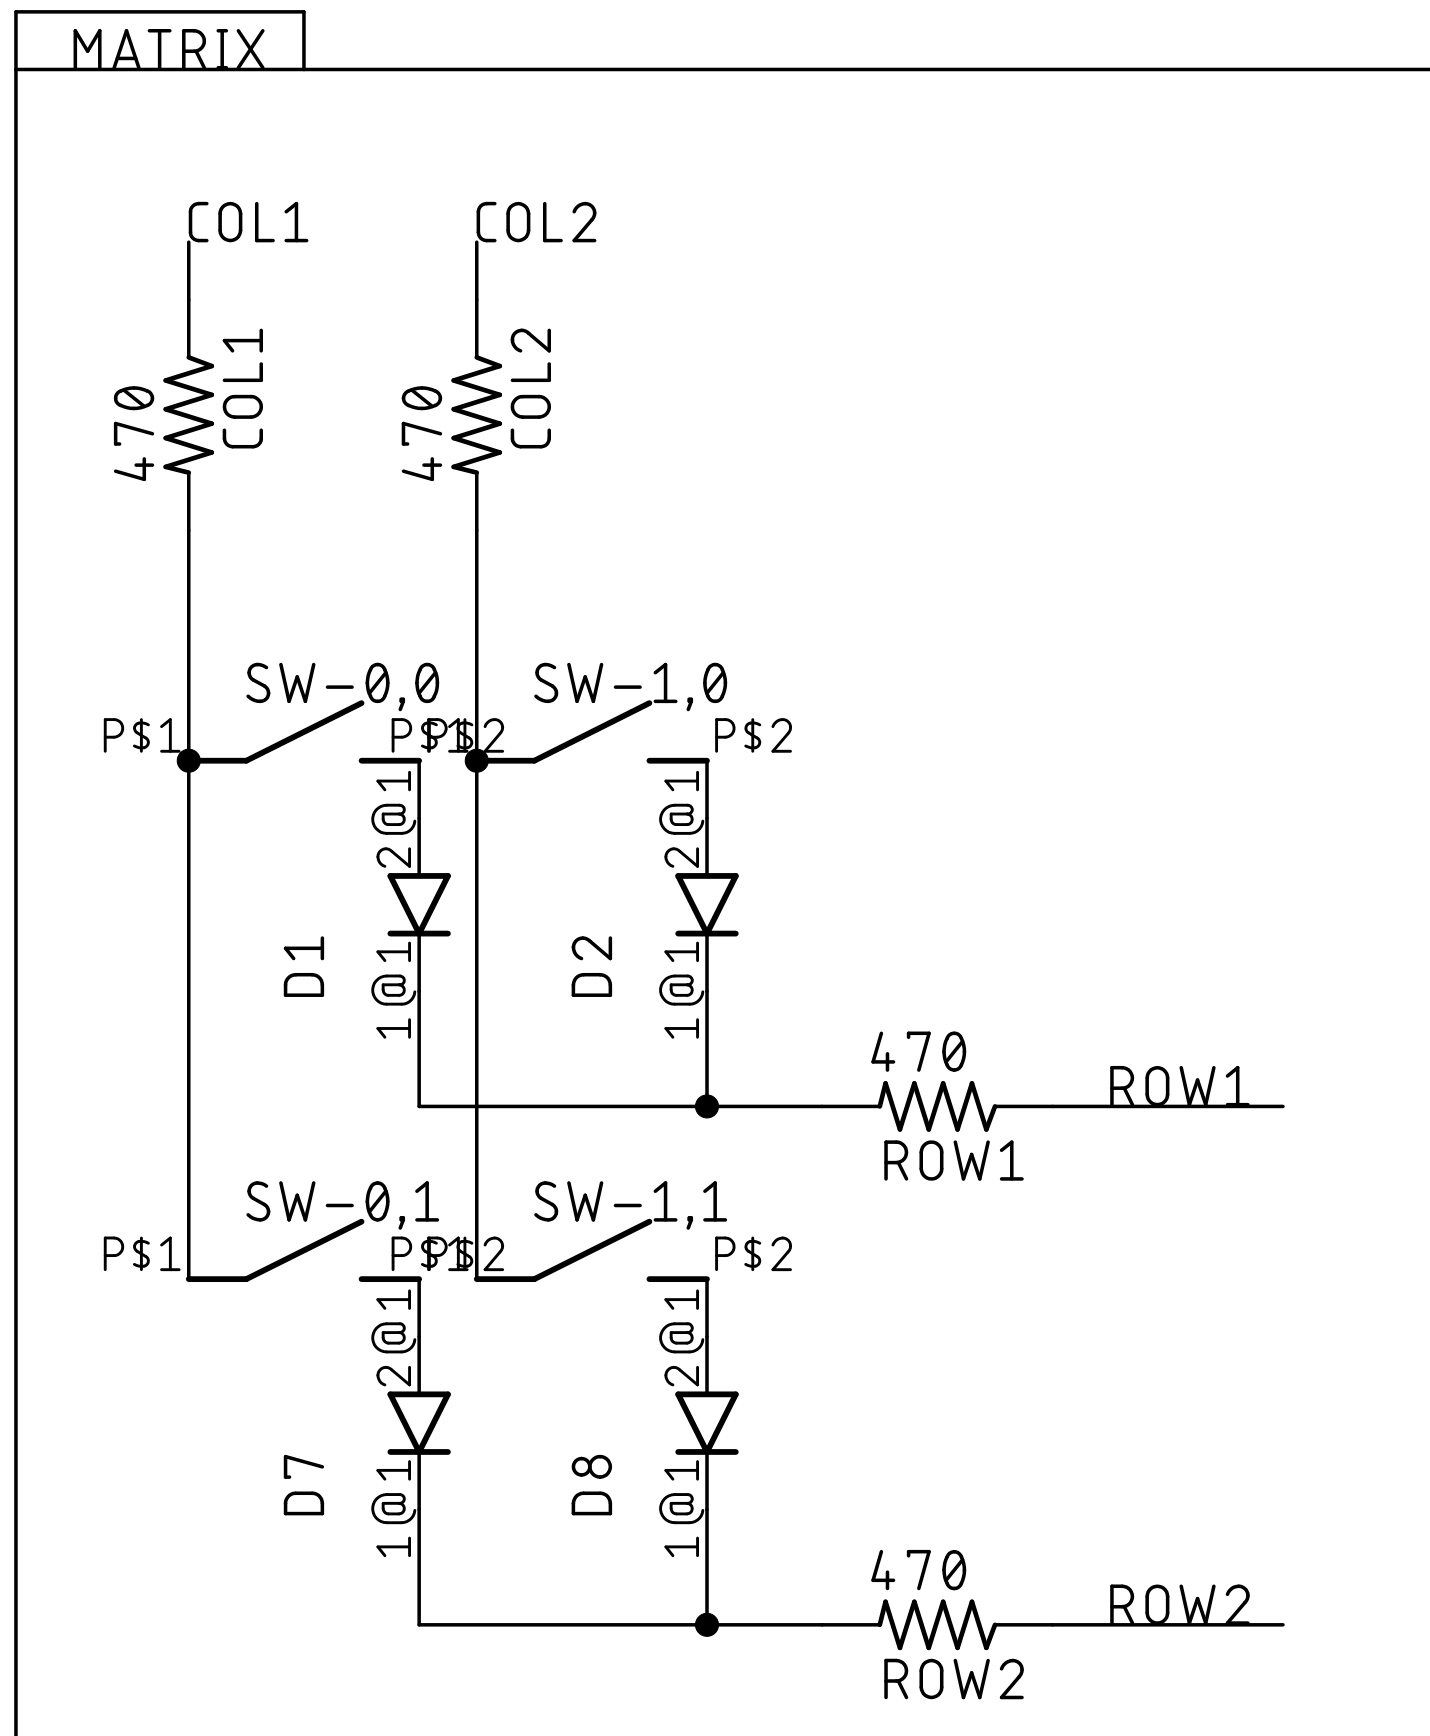 MATRIX
COL1 COL2
470 COL1 470 COL2
SW-0,0 SW-1,0
P$1 P$2 P$1 P$2
2@1 2@1
D1 1@1 D2 1@1
470
ROW1
ROW1
SW-0,1 SW-1,1
P$1 P$2 P$1 P$2
2@1 2@1
D7 1@1 D8 1@1
470
ROW2
ROW2